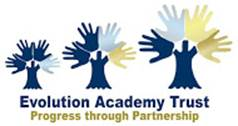 Evolution Academy Trust
Progress through Partnership